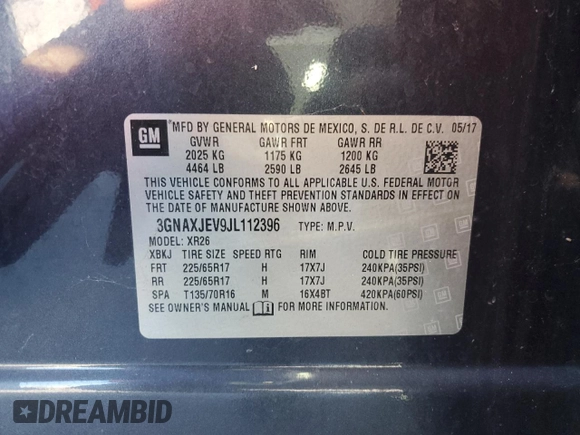 GM
MFD BY GENERAL MOTORS DE MEXICO, S. DE R.L. DE C.V. 05/17
GVWR GAWR FRT GAWR RR
2025 KG 1175 KG 1200 KG
4464 LB 2590 LB 2645 LB
THIS VEHICLE CONFORMS TO ALL APPLICABLE U.S. FEDERAL MOTOR
VEHICLE SAFETY AND THEFT PREVENTION STANDARDS IN EFFECT ON
THE DATE OF MANUFACTURE SHOWN ABOVE.
3GNAXJEV9JL112396 TYPE: M.P.V.
MODEL: XR26
XBKJ TIRE SIZE SPEED RTG RIM COLD TIRE PRESSURE
FRT 225/65R17 H 17X7J 240KPA(35PSI)
RR 225/65R17 H 17X7J 240KPA(35PSI)
SPA T135/70R16 M 16X4BT 420KPA(60PSI)
SEE OWNER'S MANUAL FOR MORE INFORMATION.
DREAMBID